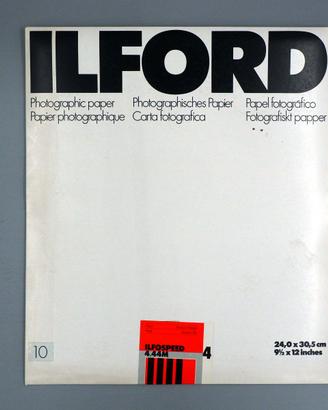 ILFORD
Photographic paper Photographisches Papier Papel fotográfico
Papier photographique Carta fotografica Fotografiskt papper
ILFOSPEED
4.44M 4
10
24,0 x 30,5 cm
9½ x 12 inches